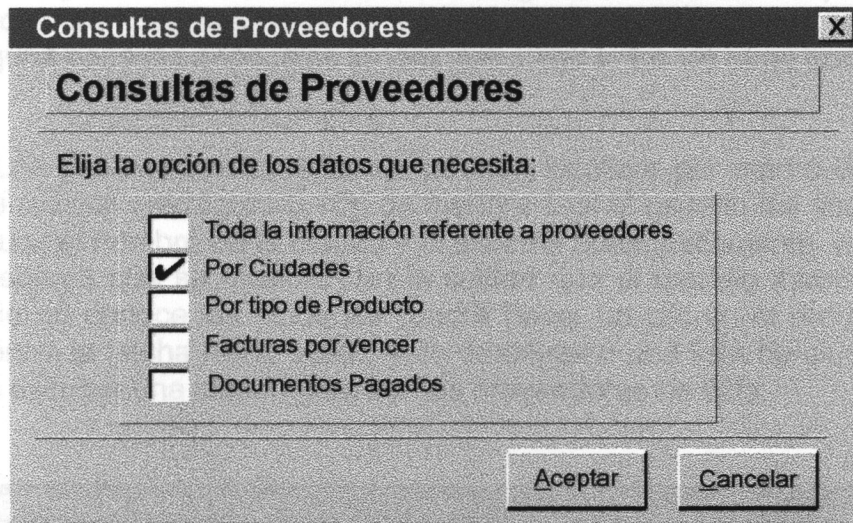 Consultas de Proveedores X
Consultas de Proveedores
Elija la opción de los datos que necesita:
Toda la información referente a proveedores
Por Ciudades
Por tipo de Producto
Facturas por vencer
Documentos Pagados
Aceptar Cancelar